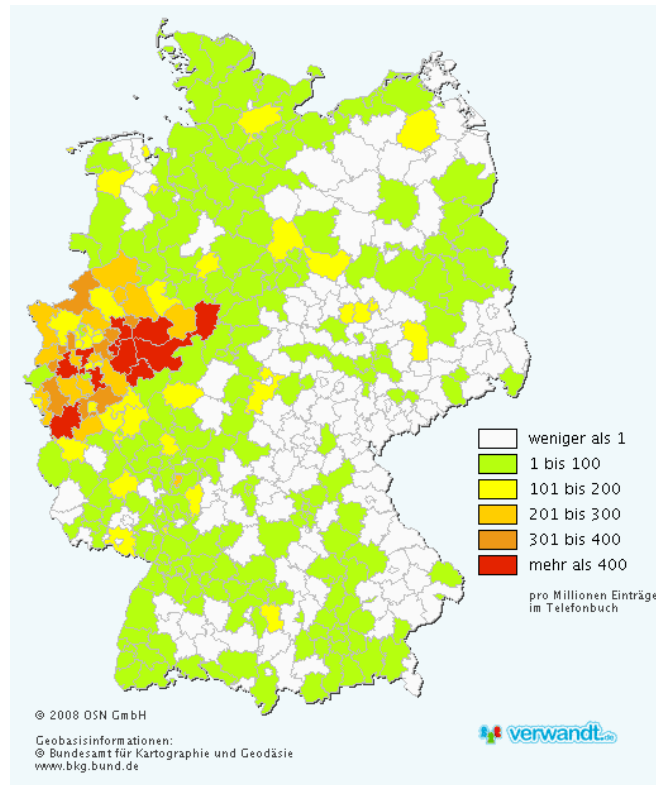 weniger als 1
1 bis 100
101 bis 200
201 bis 300
301 bis 400
mehr als 400
pro Millionen Einträge
im Telefonbuch
© 2008 OSN GmbH
Geobasisinformationen:
© Bundesamt für Kartographie und Geodäsie
www.bkg.bund.de
verwandt.de